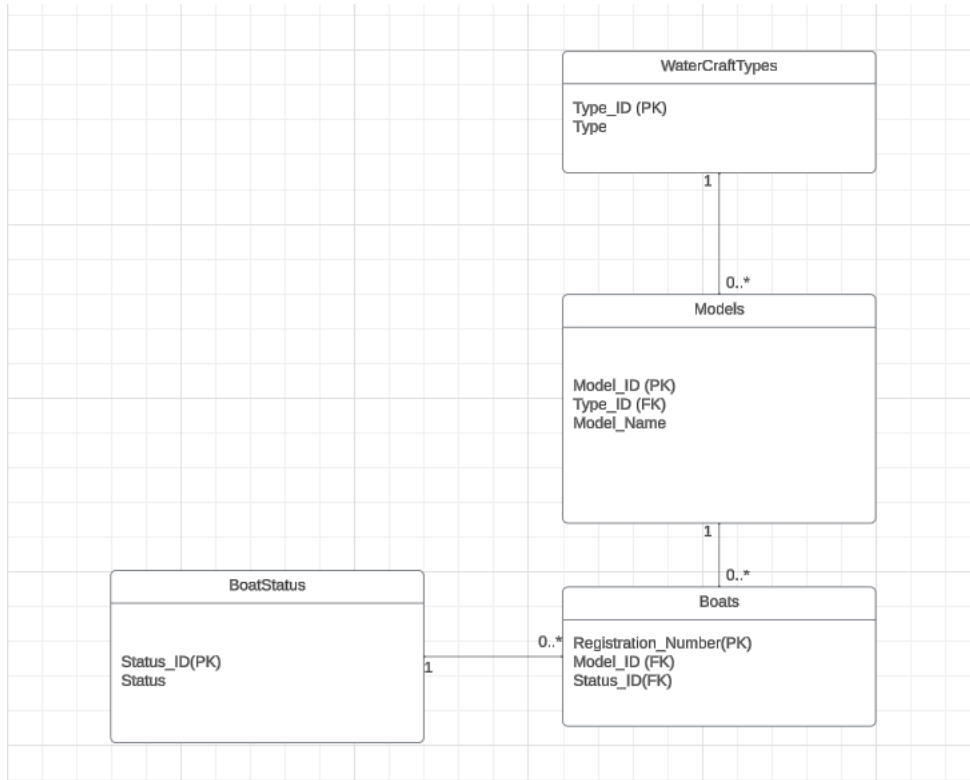 WaterCraftTypes
Type_ID (PK)
Type
1
0..*
Models
Model_ID (PK)
Type_ID (FK)
Model_Name
1
0..*
BoatStatus
Status_ID(PK)
Status
1
0..*
Boats
Registration_Number(PK)
Model_ID (FK)
Status_ID(FK)